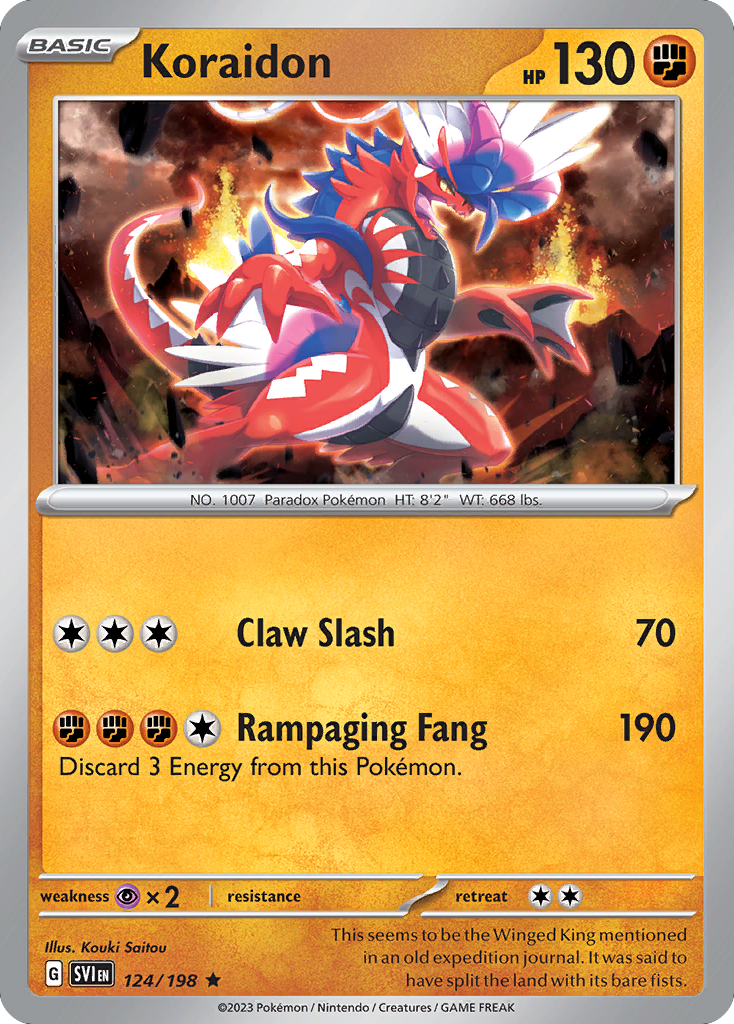 BASIC
Koraidon
HP 130
NO. 1007 Paradox Pokémon HT: 8'2" WT: 668 lbs.
Claw Slash 70
Rampaging Fang 190
Discard 3 Energy from this Pokémon.
weakness ×2 resistance retreat
Illus. Kouki Saitou
This seems to be the Winged King mentioned
in an old expedition journal. It was said to
have split the land with its bare fists.
G SVI EN 124/198 ★
©2023 Pokémon / Nintendo / Creatures / GAME FREAK